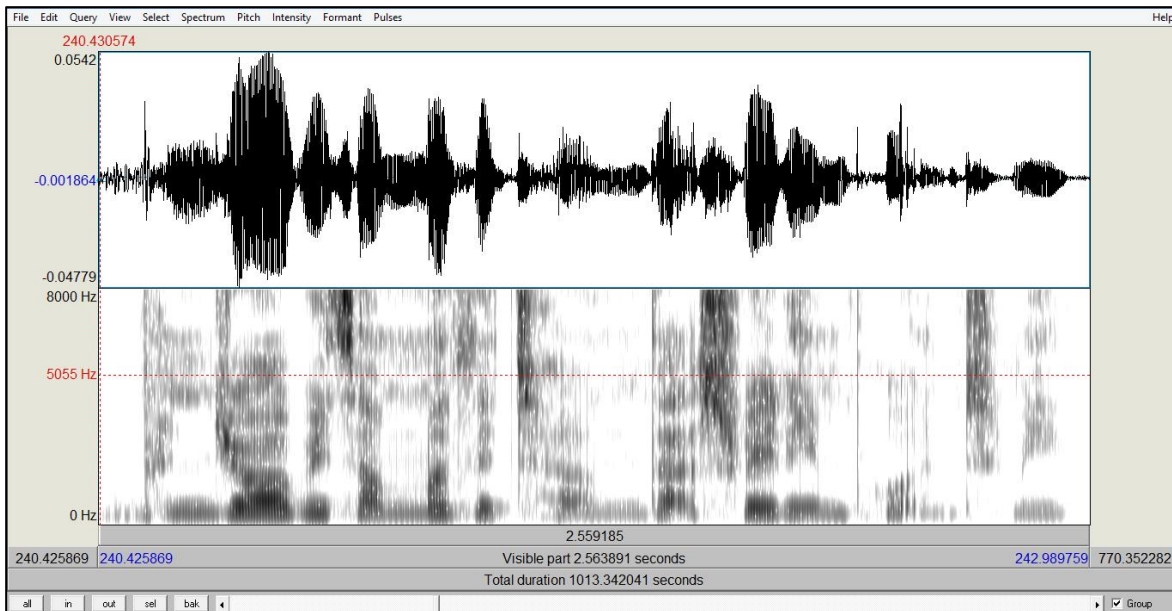 File Edit Query View Select Spectrum Pitch Intensity Formant Pulses Help
240.430574
0.0542
-0.001864
-0.04779
8000 Hz
5055 Hz
0 Hz
2.559185
240.425869 240.425869 Visible part 2.563891 seconds 242.989759 770.352282
Total duration 1013.342041 seconds
all in out sel bak Group